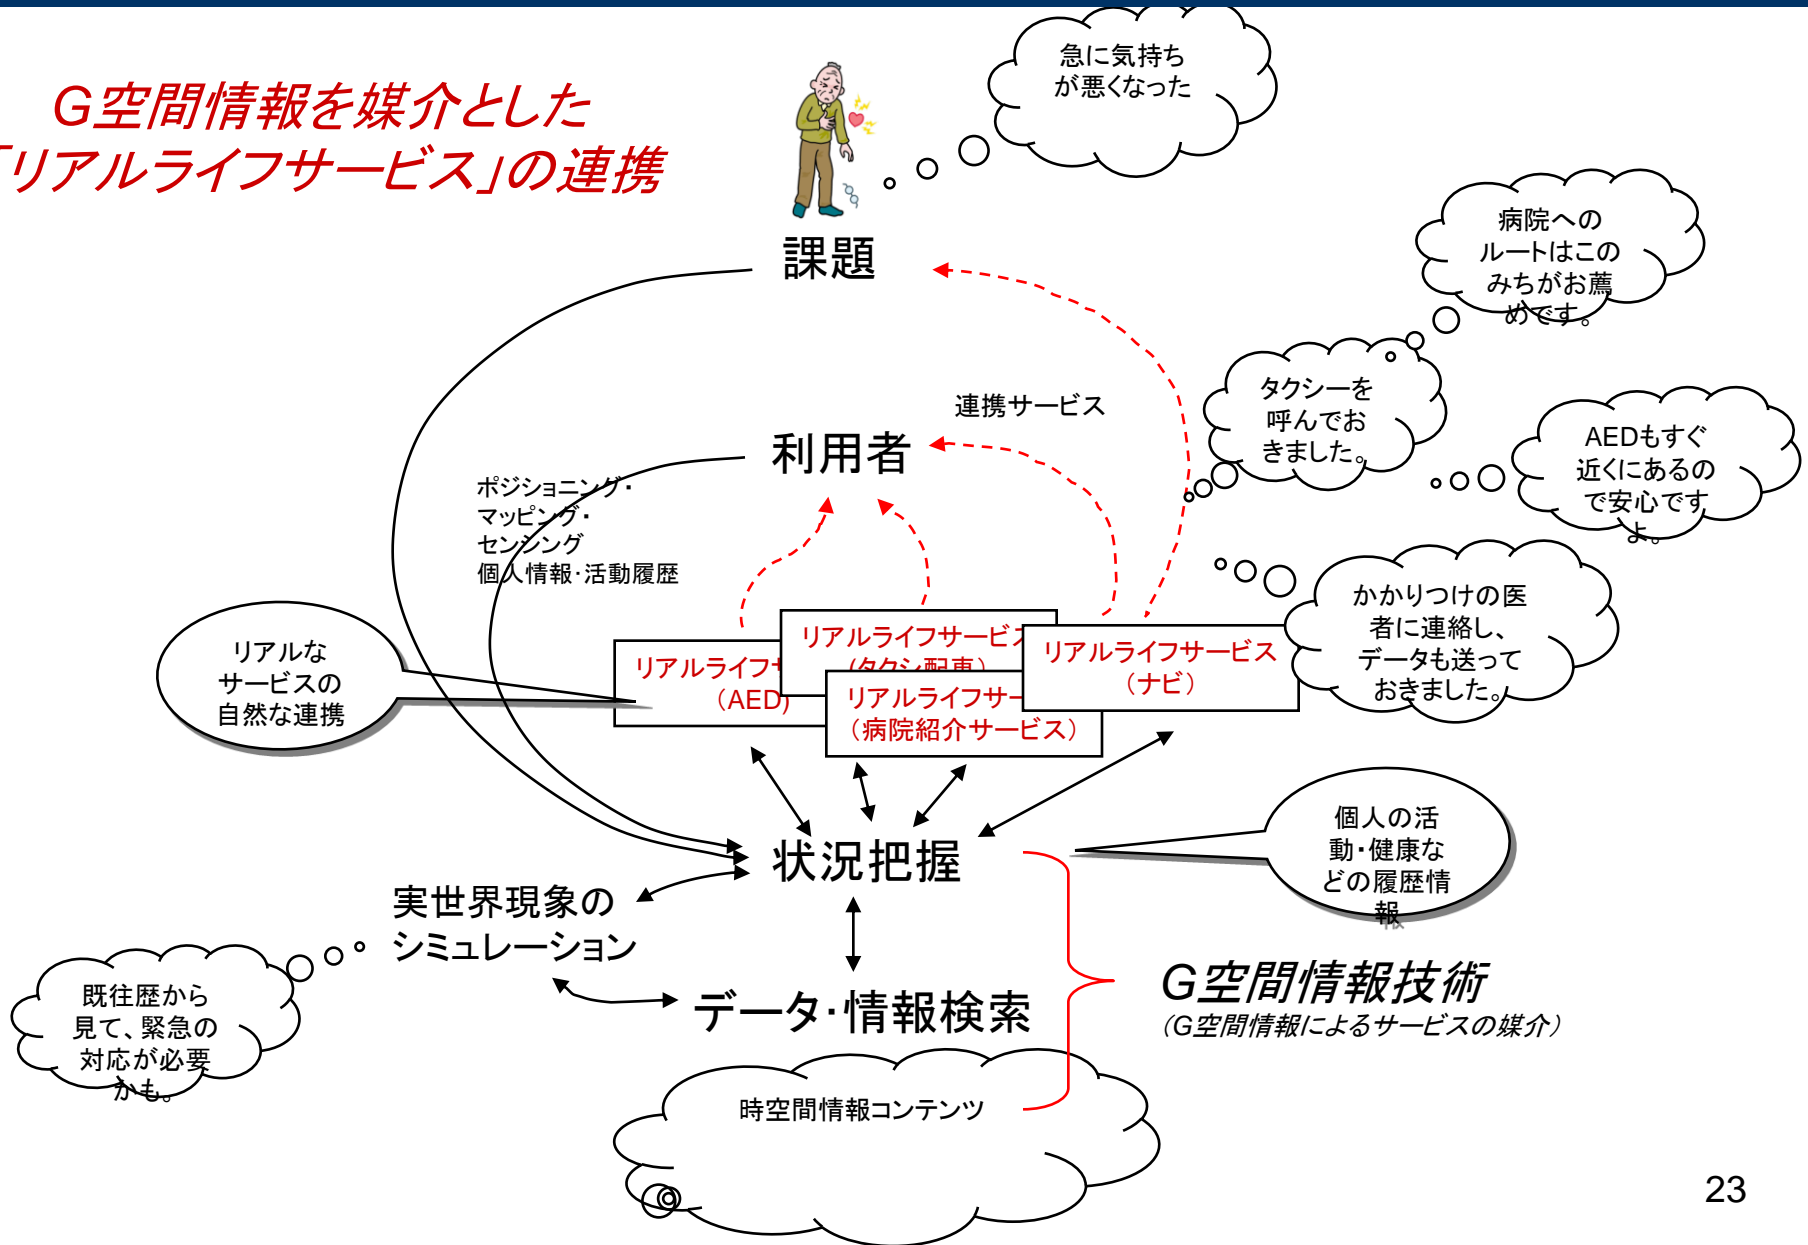 G空間情報を媒介とした
「リアルライフサービス」の連携
急に気持ち
が悪くなった
課題
病院への
ルートはこの
みちがお薦
めです。
タクシーを
呼んでお
きました。
連携サービス
利用者
AEDもすぐ
近くにあるの
で安心です
よ。
ポジショニング・
マッピング・
センシング
個人情報・活動履歴
かかりつけの医
者に連絡し、
データも送って
おきました。
リアルな
サービスの
自然な連携
リアルライフサ
（AED)
リアルライフサービス
（タクシ配車）
リアルライフサー
（病院紹介サービス）
リアルライフサービス
（ナビ）
個人の活
動・健康な
どの履歴情
報
状況把握
実世界現象の
シミュレーション
既往歴から
見て、緊急の
対応が必要
かも。
データ・情報検索
G空間情報技術
（G空間情報によるサービスの媒介）
時空間情報コンテンツ
23